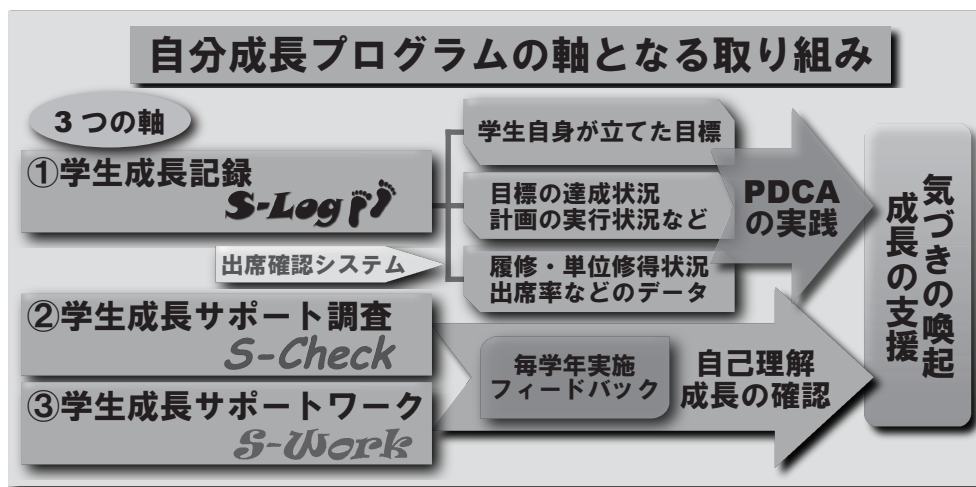 自分成長プログラムの軸となる取り組み
3つの軸
①学生成長記録
S-Log
出席確認システム
学生自身が立てた目標
目標の達成状況
計画の実行状況など
履修・単位修得状況
出席率などのデータ
PDCA
の実践
②学生成長サポート調査
S-Check
③学生成長サポートワーク
S-Work
毎学年実施
フィードバック
自己理解
成長の確認
気づきの喚起
成長の支援